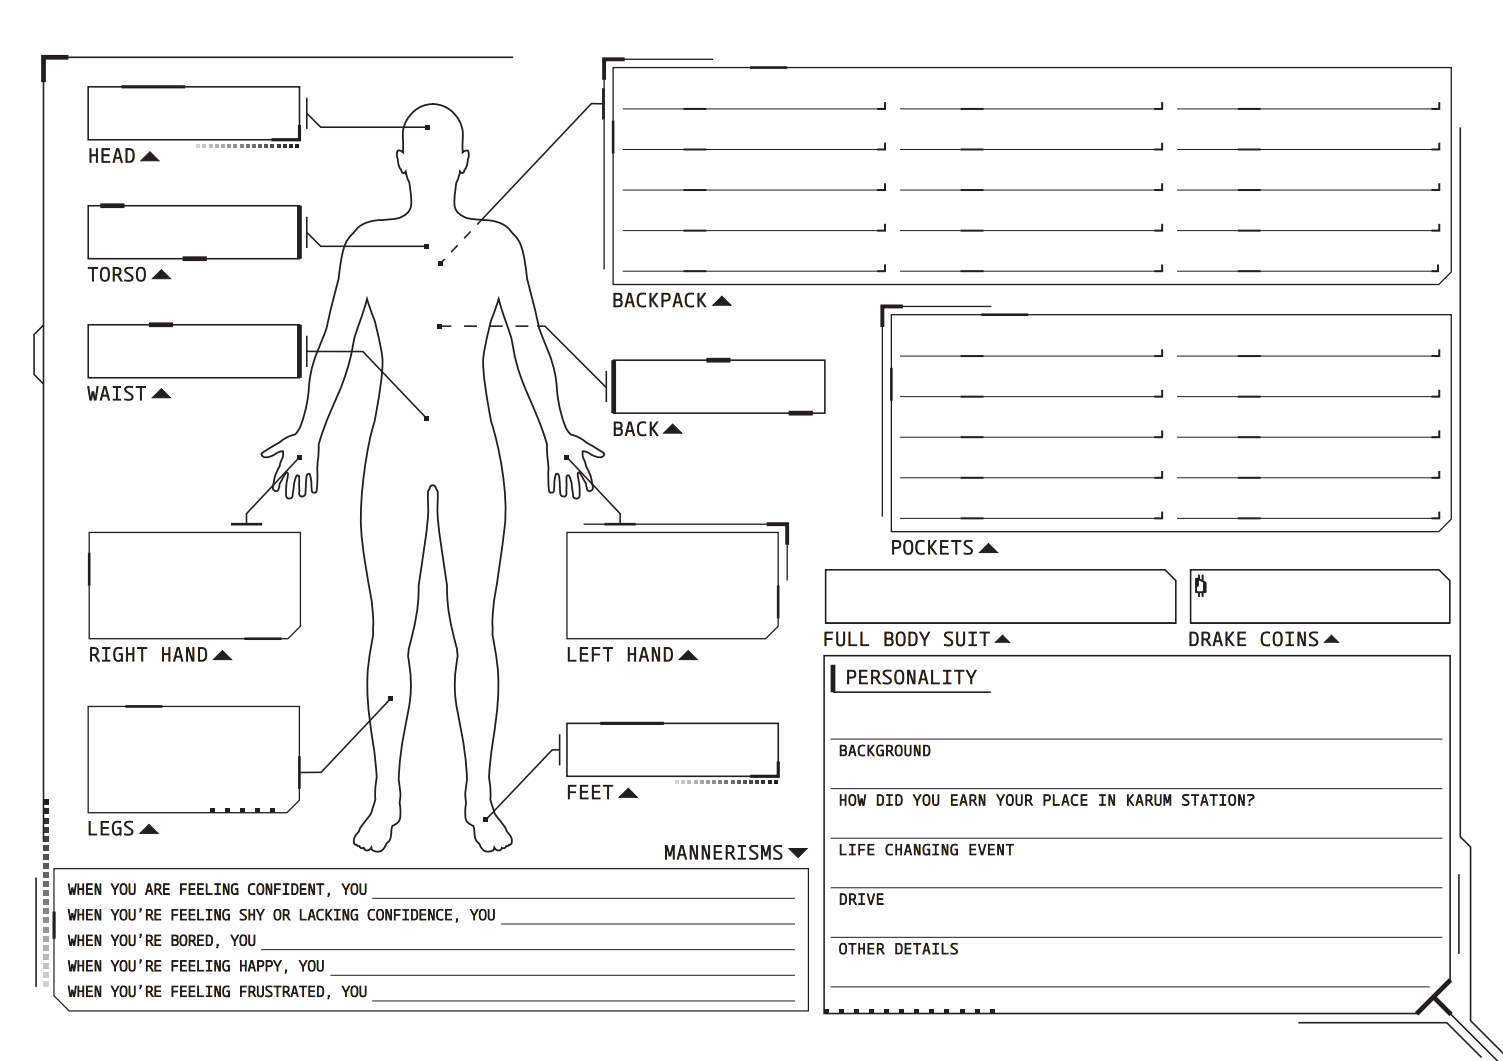 HEAD
TORSO
WAIST
BACKPACK
BACK
POCKETS
RIGHT HAND
LEFT HAND
FULL BODY SUIT
DRAKE COINS
LEGS
FEET
MANNERISMS
WHEN YOU ARE FEELING CONFIDENT, YOU
WHEN YOU'RE FEELING SHY OR LACKING CONFIDENCE, YOU
WHEN YOU'RE BORED, YOU
WHEN YOU'RE FEELING HAPPY, YOU
WHEN YOU'RE FEELING FRUSTRATED, YOU
PERSONALITY
BACKGROUND
HOW DID YOU EARN YOUR PLACE IN KARUM STATION?
LIFE CHANGING EVENT
DRIVE
OTHER DETAILS